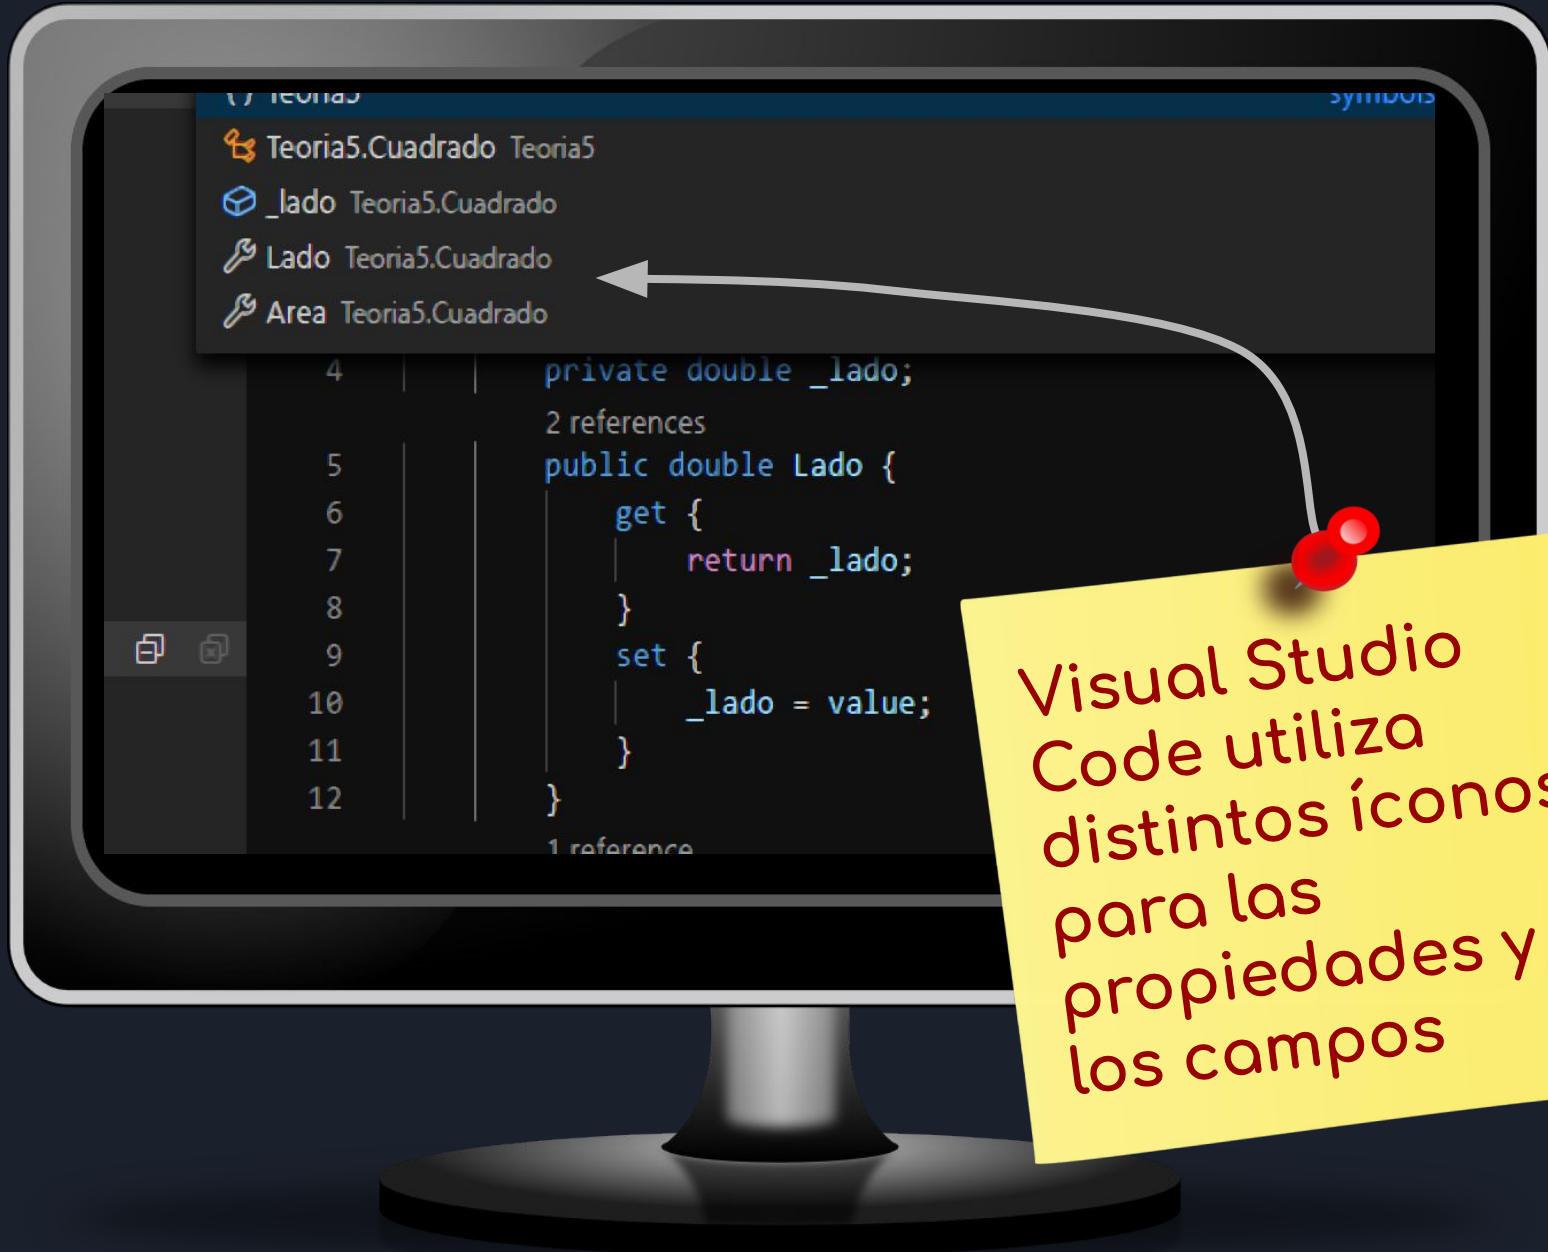 {} Teoria5 symbols
Teoria5.Cuadrado Teoria5
_lado Teoria5.Cuadrado
Lado Teoria5.Cuadrado
Area Teoria5.Cuadrado
4 private double _lado;
2 references
5 public double Lado {
6 get {
7 return _lado;
8 }
9 set {
10 _lado = value;
11 }
12 }
1 reference
Visual Studio
Code utiliza
distintos íconos
para las
propiedades y
los campos